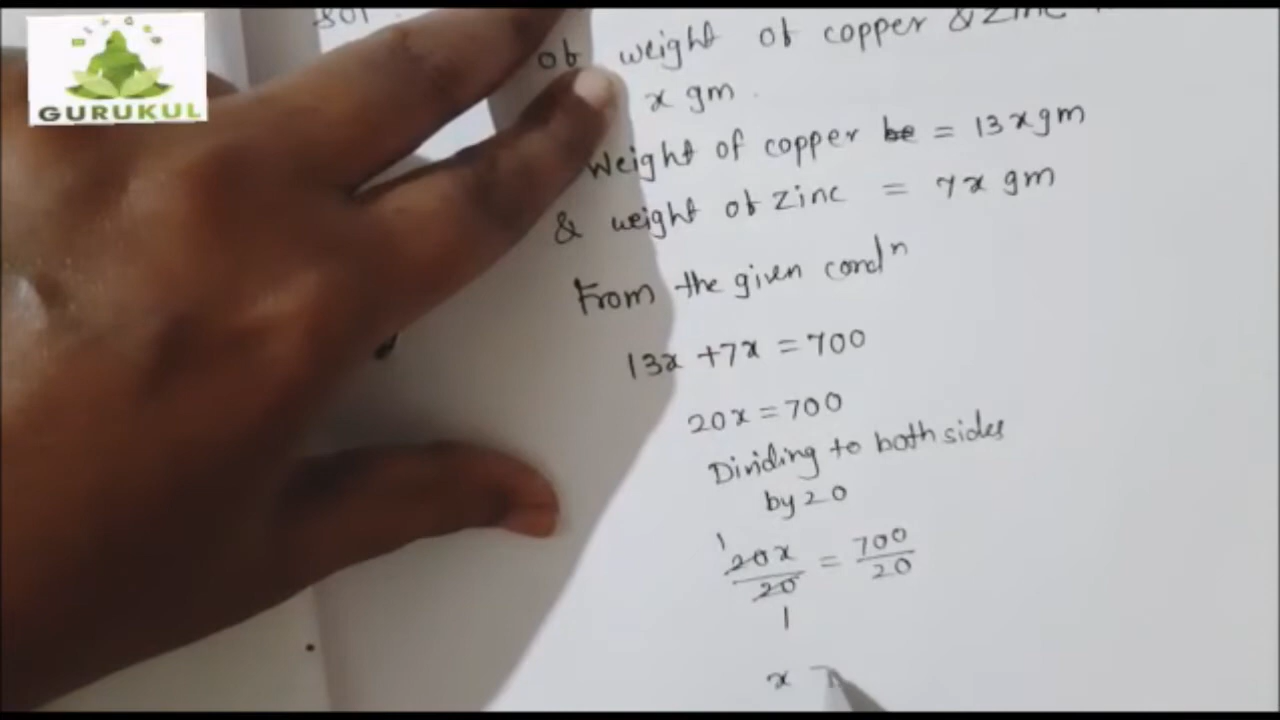 GURUKUL
of weight of copper & zinc
x gm.
Weight of copper be = 13x gm
& weight of zinc = 7x gm
From the given condⁿ
13x + 7x = 700
20x = 700
Dividing to both sides
by 20
1
20x/20 = 700/20
1
x